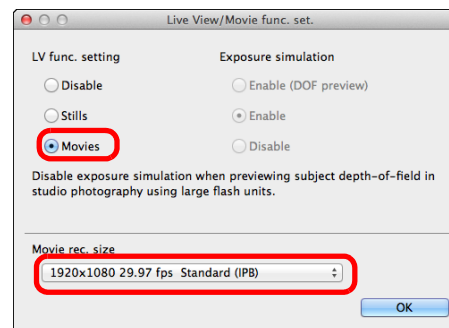 Live View/Movie func. set.
LV func. setting
Exposure simulation
Disable
Enable (DOF preview)
Stills
Enable
Movies
Disable
Disable exposure simulation when previewing subject depth-of-field in
studio photography using large flash units.
Movie rec. size
1920x1080 29.97 fps  Standard (IPB)
OK